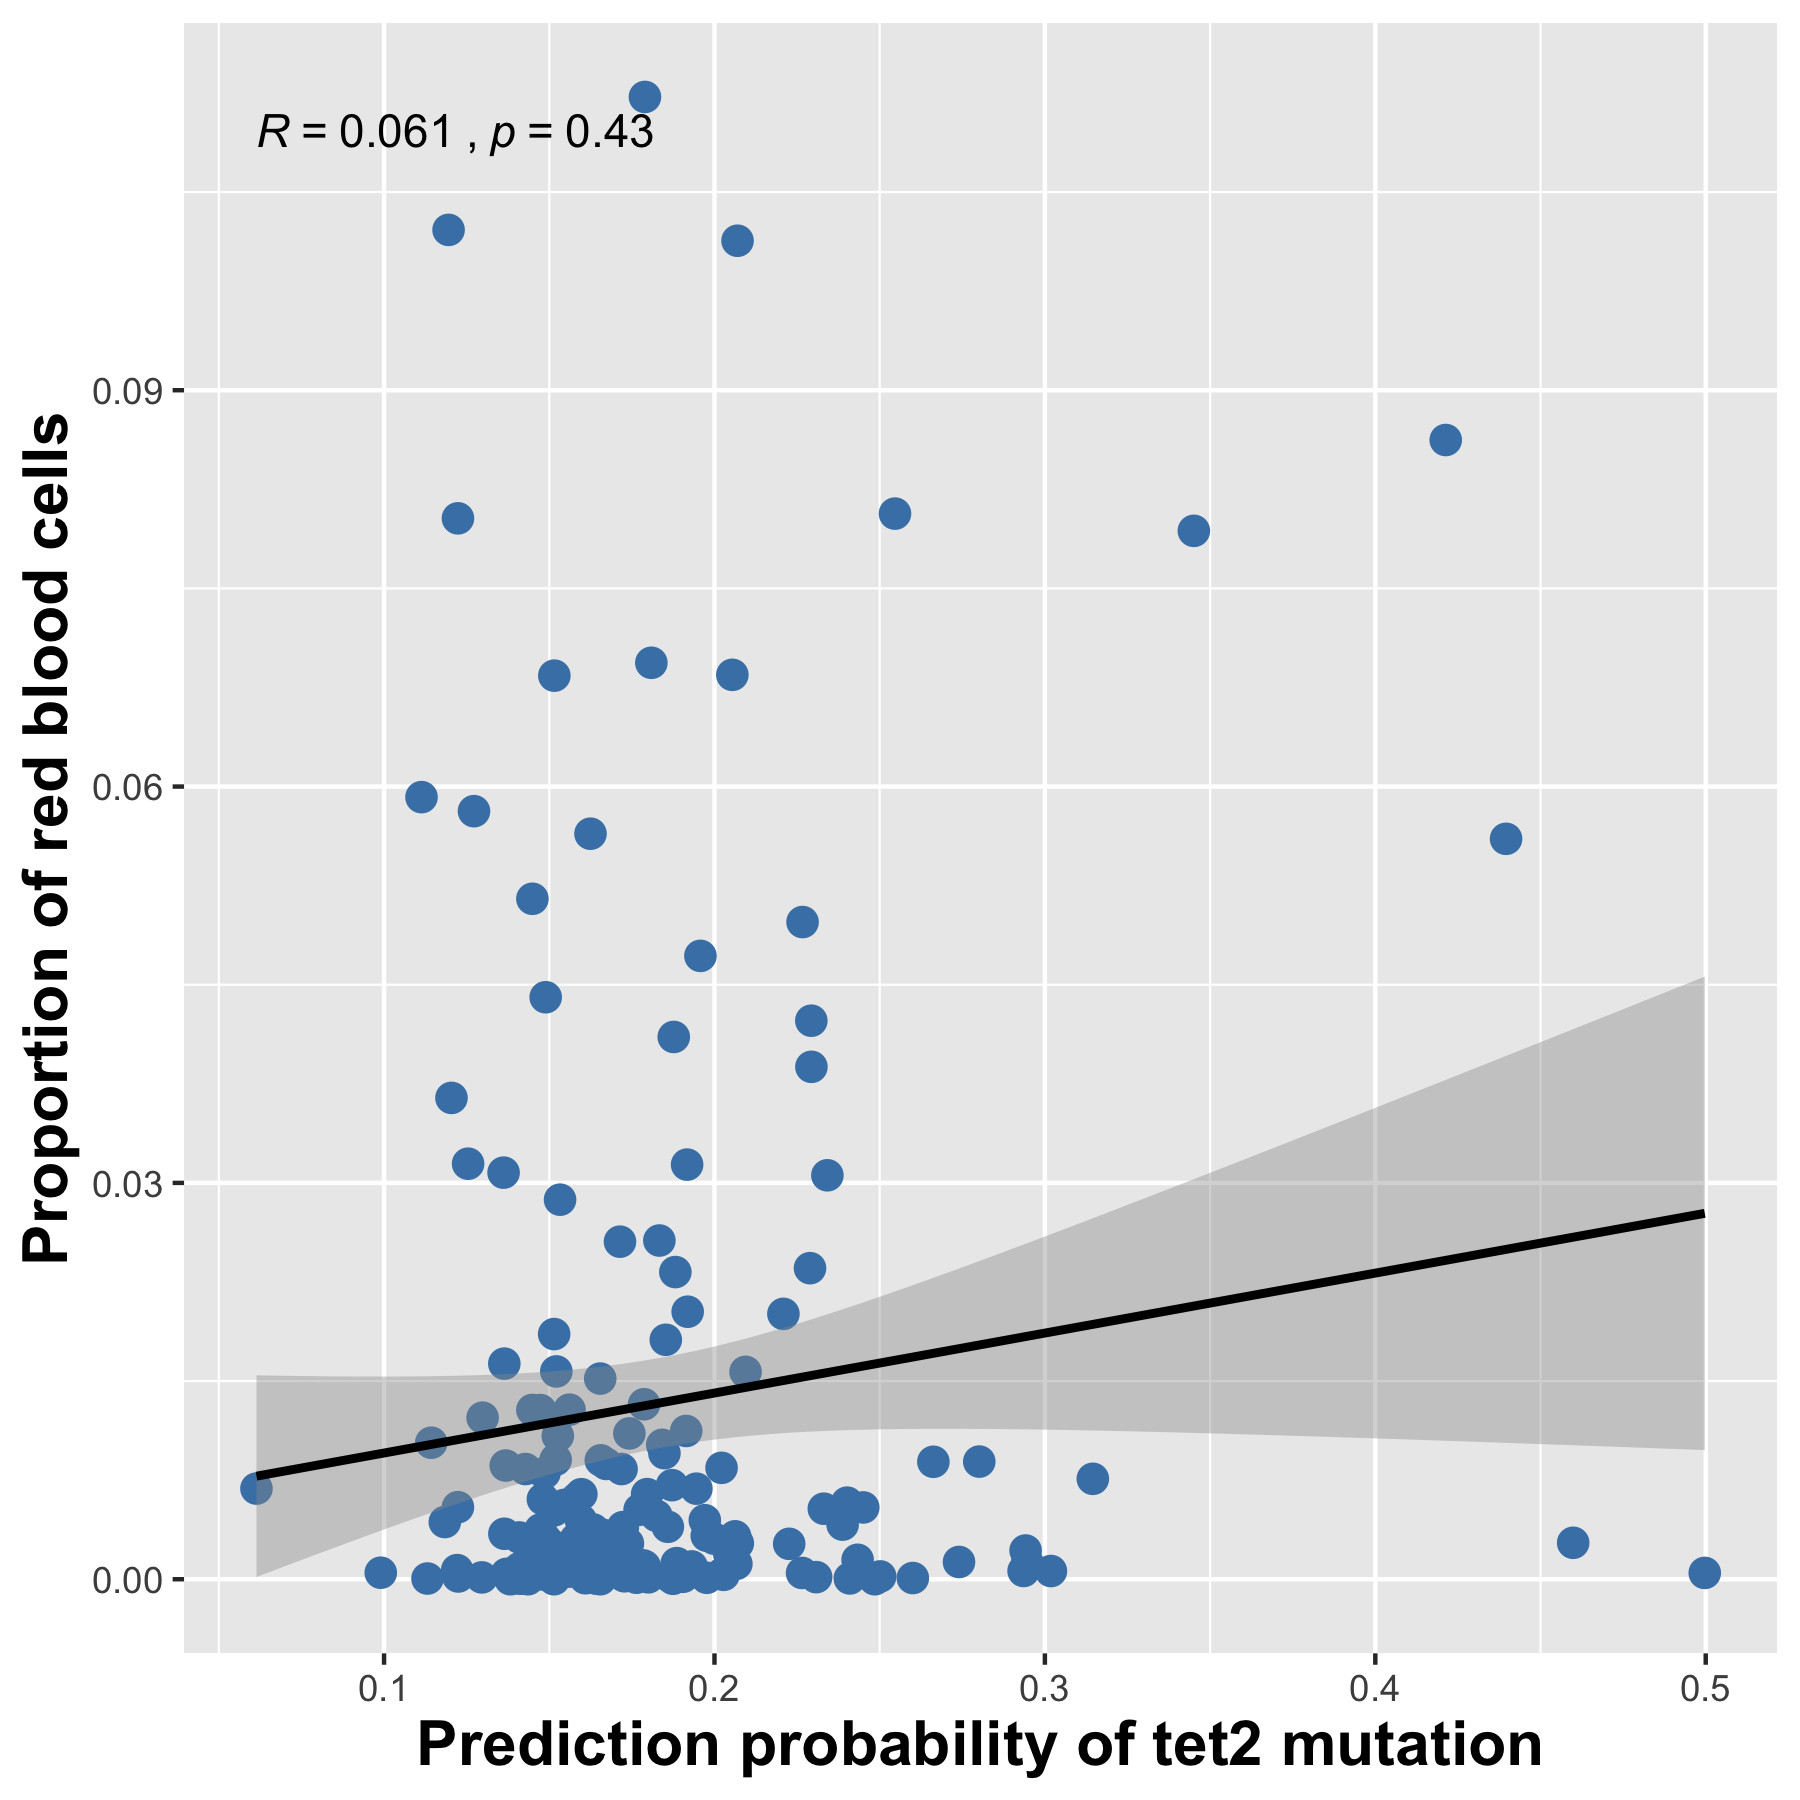 R = 0.061 , p = 0.43
Proportion of red blood cells
0.09
0.06
0.03
0.00
0.1 0.2 0.3 0.4 0.5
Prediction probability of tet2 mutation